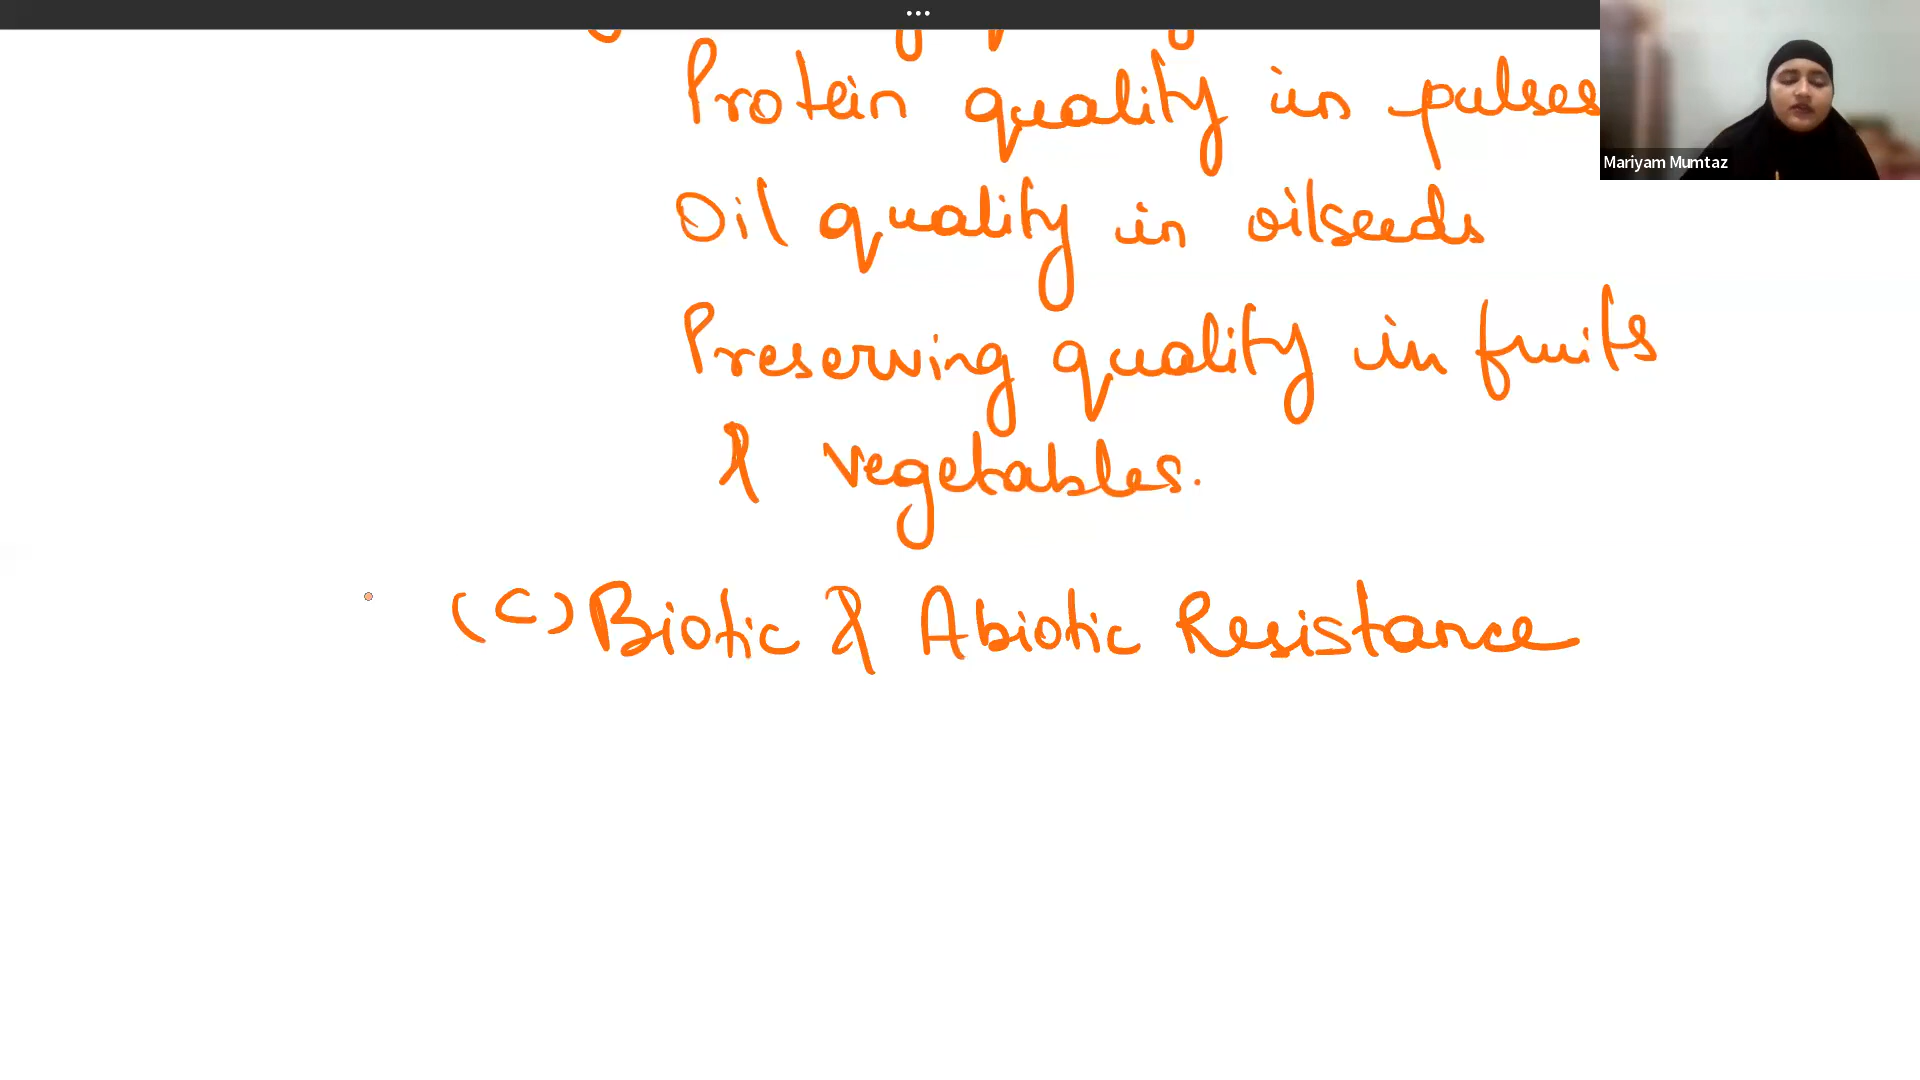 Protein quality in pulses
Mariyam Mumtaz
Oil quality in oilseeds
Preserving quality in fruits
& vegetables.
(C) Biotic & Abiotic Resistance